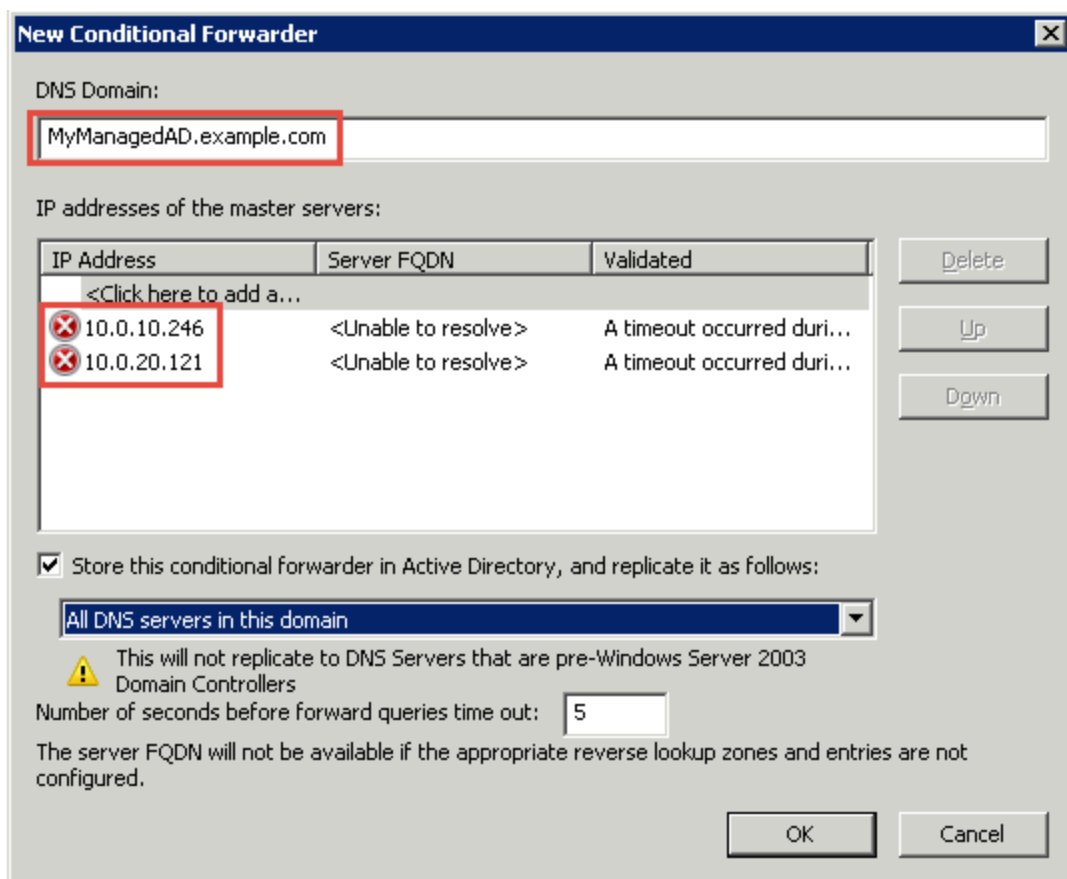 New Conditional Forwarder
DNS Domain:
MyManagedAD.example.com
IP addresses of the master servers:
IP Address Server FQDN Validated
<Click here to add a...
10.0.10.246 <Unable to resolve> A timeout occurred duri...
10.0.20.121 <Unable to resolve> A timeout occurred duri...
Delete
Up
Down
Store this conditional forwarder in Active Directory, and replicate it as follows:
All DNS servers in this domain
This will not replicate to DNS Servers that are pre-Windows Server 2003
Domain Controllers
Number of seconds before forward queries time out: 5
The server FQDN will not be available if the appropriate reverse lookup zones and entries are not
configured.
OK Cancel